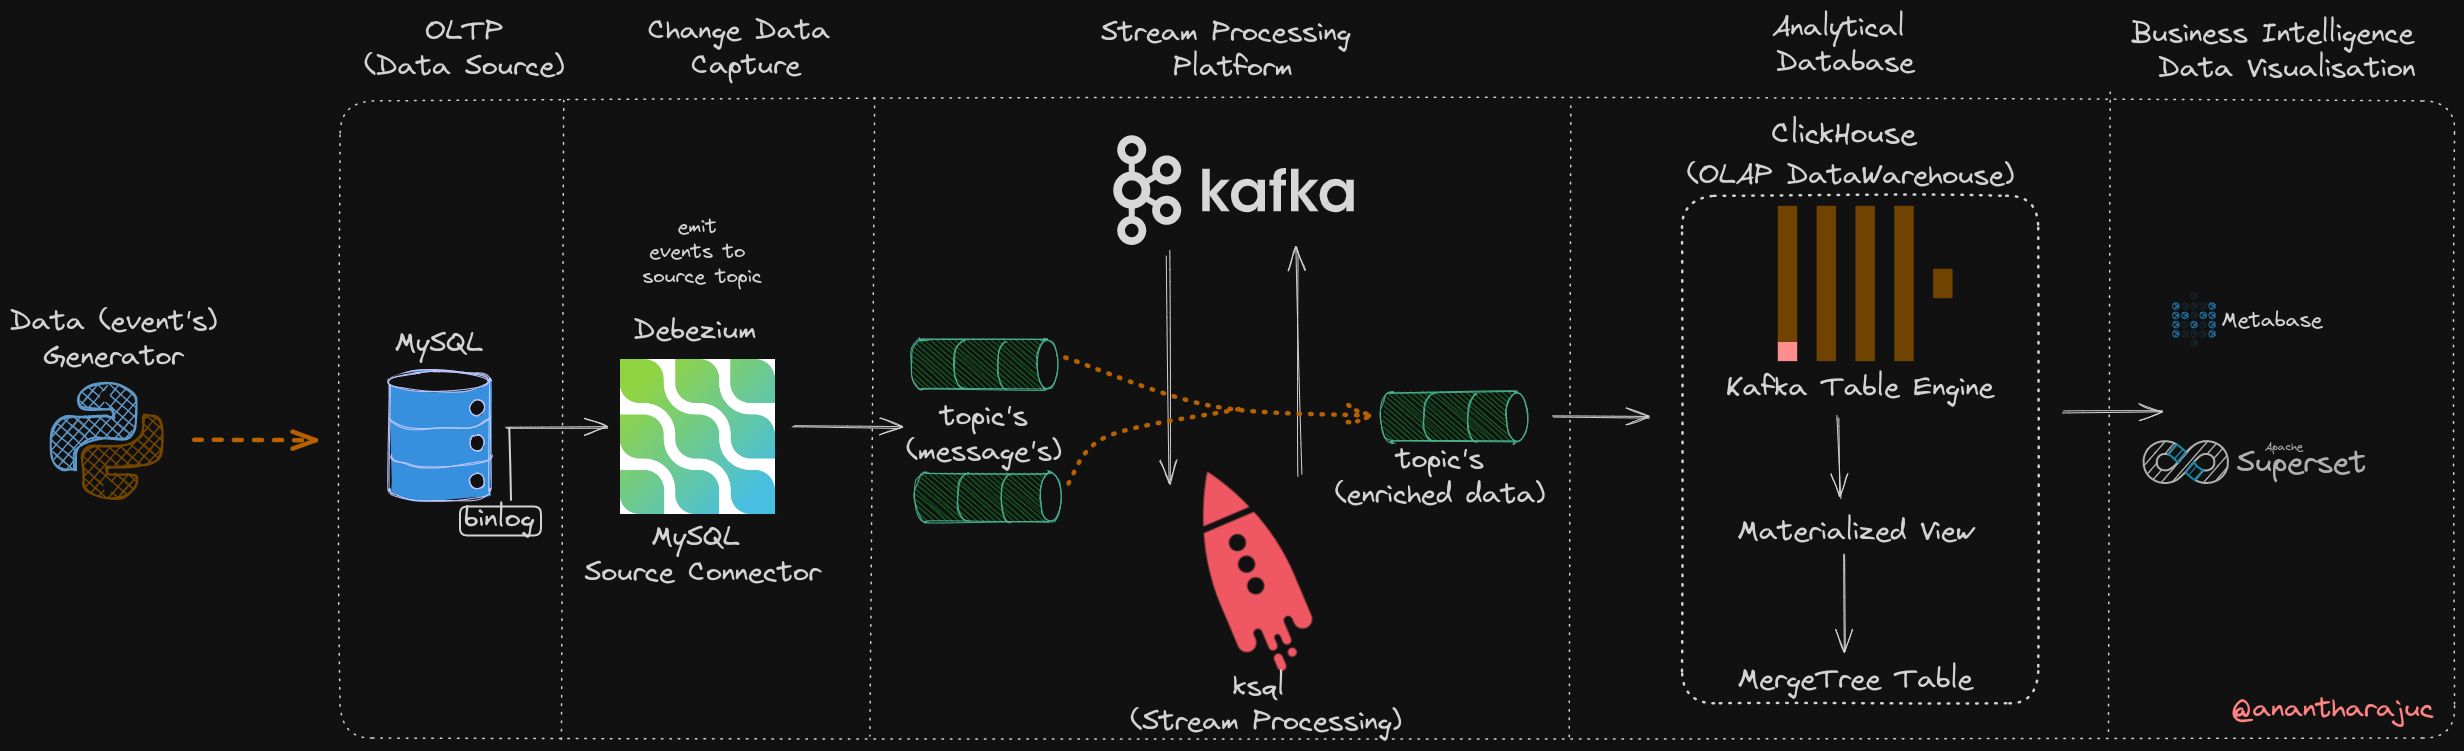 OLTP
(Data Source)
Change Data
Capture
Stream Processing
Platform
Analytical
Database
Business Intelligence
Data Visualisation
Data (event's)
Generator
MySQL
binlog
emit
events to
source topic
Debezium
MySQL
Source Connector
kafka
topic's
(message's)
topic's
(enriched data)
ksql
(Stream Processing)
ClickHouse
(OLAP DataWarehouse)
Kafka Table Engine
Materialized View
MergeTree Table
Metabase
Apache
Superset
@anantharajuc